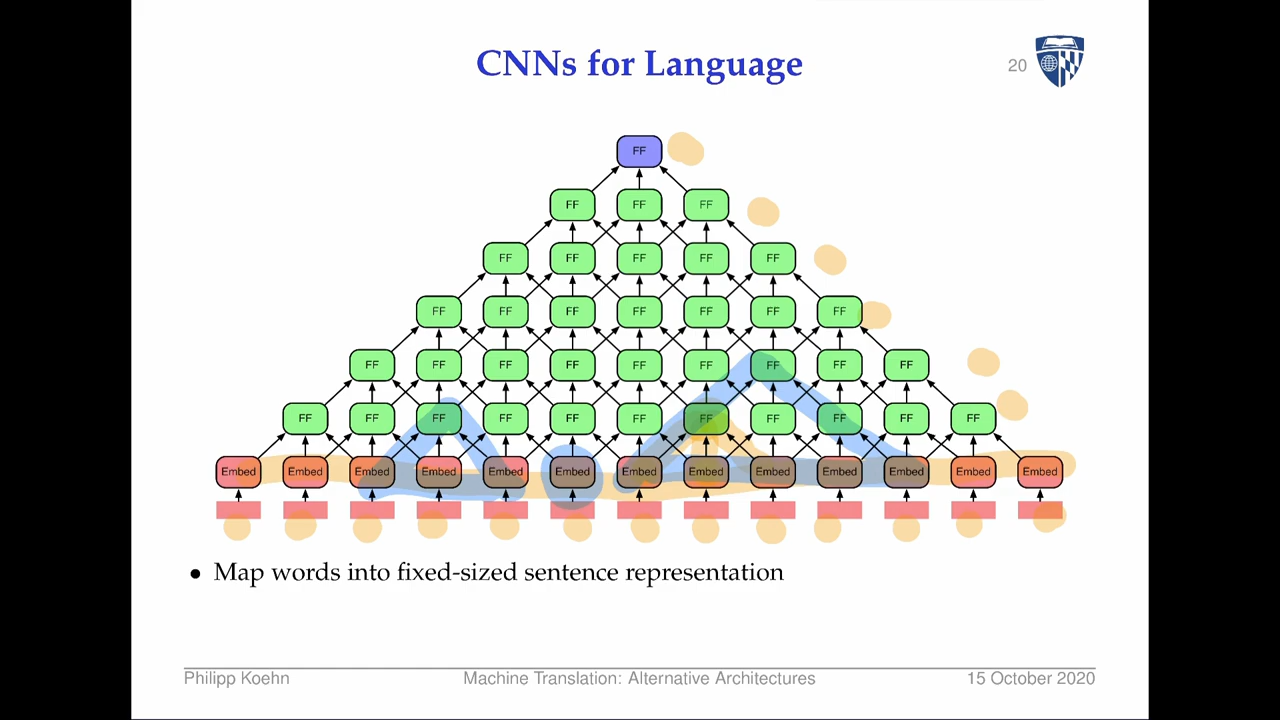 CNNs for Language
20
FF
FF FF FF
FF FF FF FF FF
FF FF FF FF FF FF FF
FF FF FF FF FF FF FF FF FF
FF FF FF FF FF FF FF FF FF FF FF
Embed Embed Embed Embed Embed Embed Embed Embed Embed Embed Embed Embed Embed
• Map words into fixed-sized sentence representation
Philipp Koehn Machine Translation: Alternative Architectures 15 October 2020